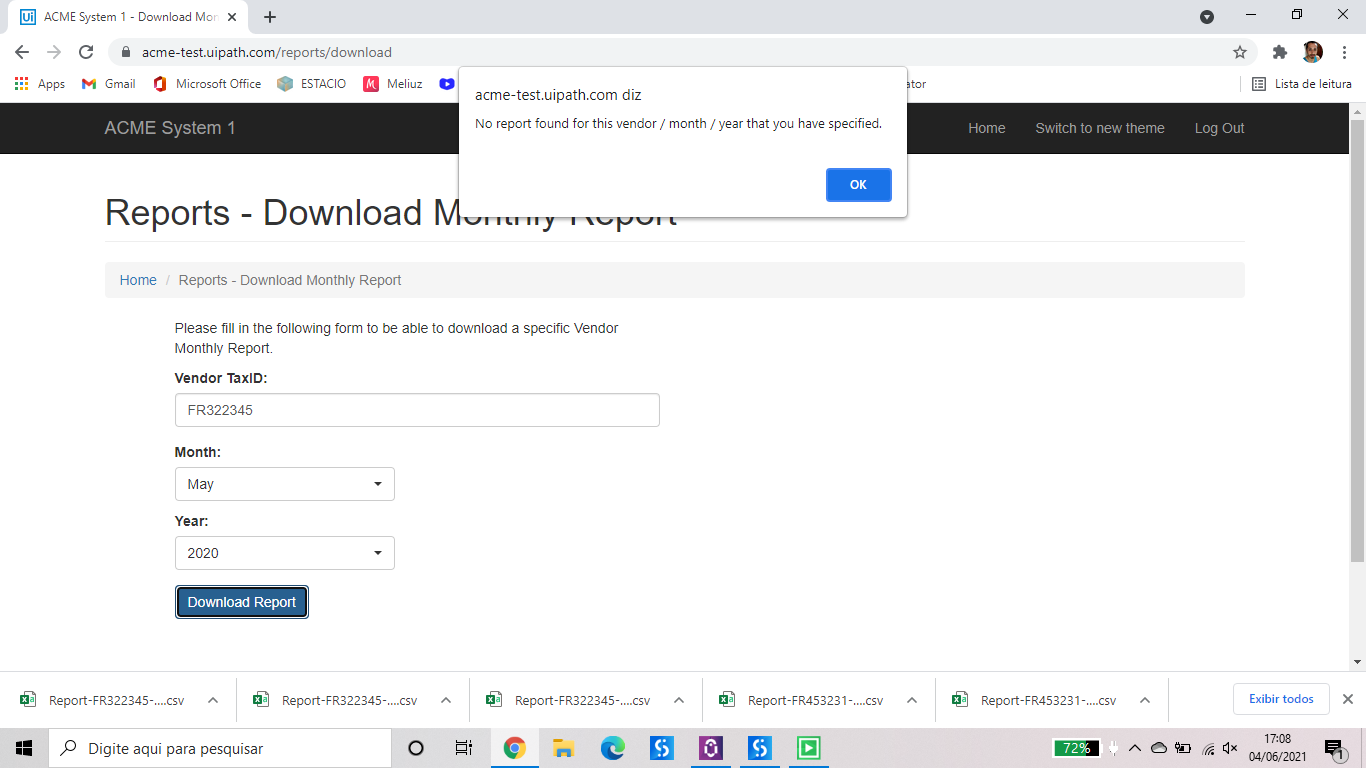 ACME System 1 - Download Mon
acme-test.uipath.com/reports/download
Apps
Gmail
Microsoft Office
ESTACIO
Meliuz
ator
Lista de leitura
acme-test.uipath.com diz
No report found for this vendor / month / year that you have specified.
OK
ACME System 1
Home
Switch to new theme
Log Out
Reports - Download Monthly Report
Home / Reports - Download Monthly Report
Please fill in the following form to be able to download a specific Vendor
Monthly Report.
Vendor TaxID:
FR322345
Month:
May
Year:
2020
Download Report
Report-FR322345-....csv
Report-FR322345-....csv
Report-FR322345-....csv
Report-FR453231-....csv
Report-FR453231-....csv
Exibir todos
Digite aqui para pesquisar
72%
17:08
04/06/2021
1